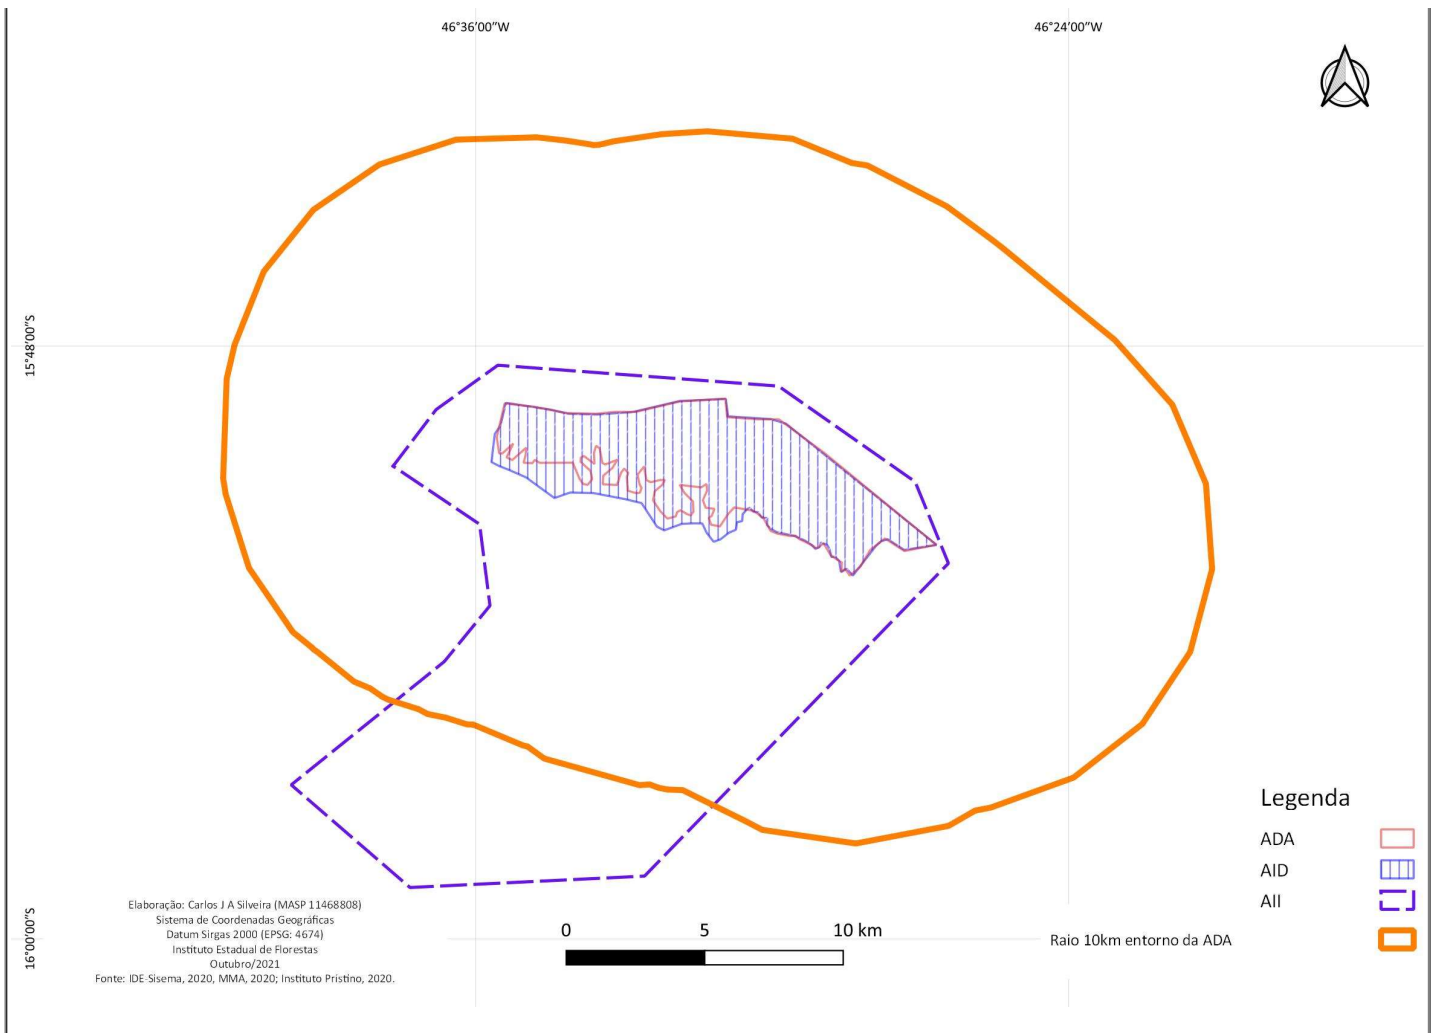 46°36'00"W
46°24'00"W
15°48'00"S
16°00'00"S
Legenda
ADA
AID
AII
Raio 10km entorno da ADA
0 5 10 km
Elaboração: Carlos J A Silveira (MASP 11468808)
Sistema de Coordenadas Geográficas
Datum Sirgas 2000 (EPSG: 4674)
Instituto Estadual de Florestas
Outubro/2021
Fonte: IDE-Sisema, 2020, MMA, 2020; Instituto Prístino, 2020.